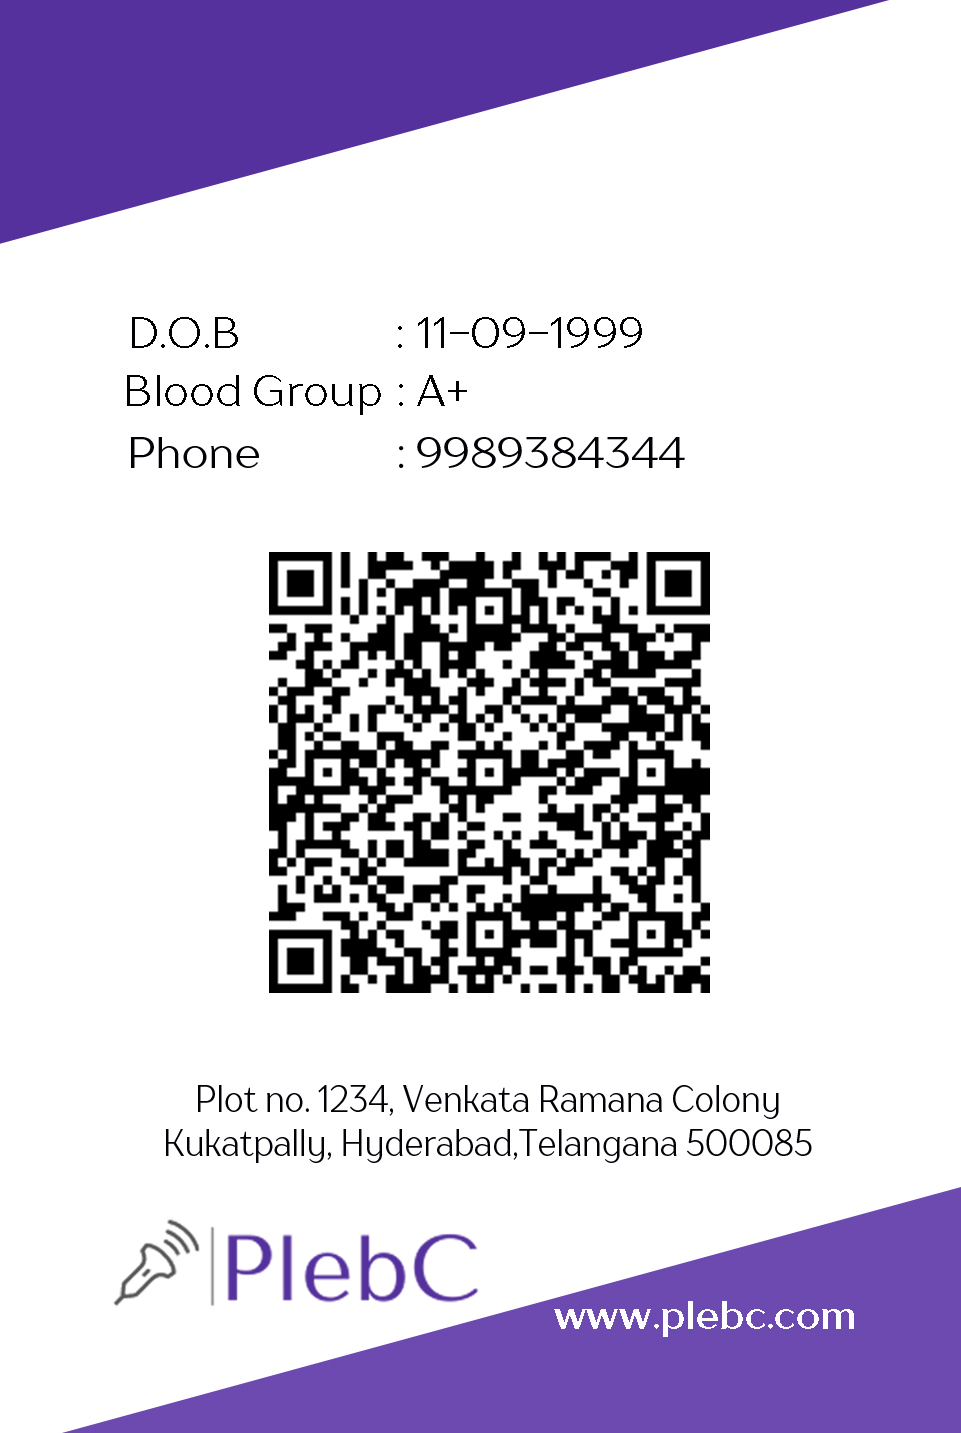 D.O.B : 11-09-1999
Blood Group : A+
Phone : 9989384344
Plot no. 1234, Venkata Ramana Colony
Kukatpally, Hyderabad,Telangana 500085
PlebC
www.plebc.com